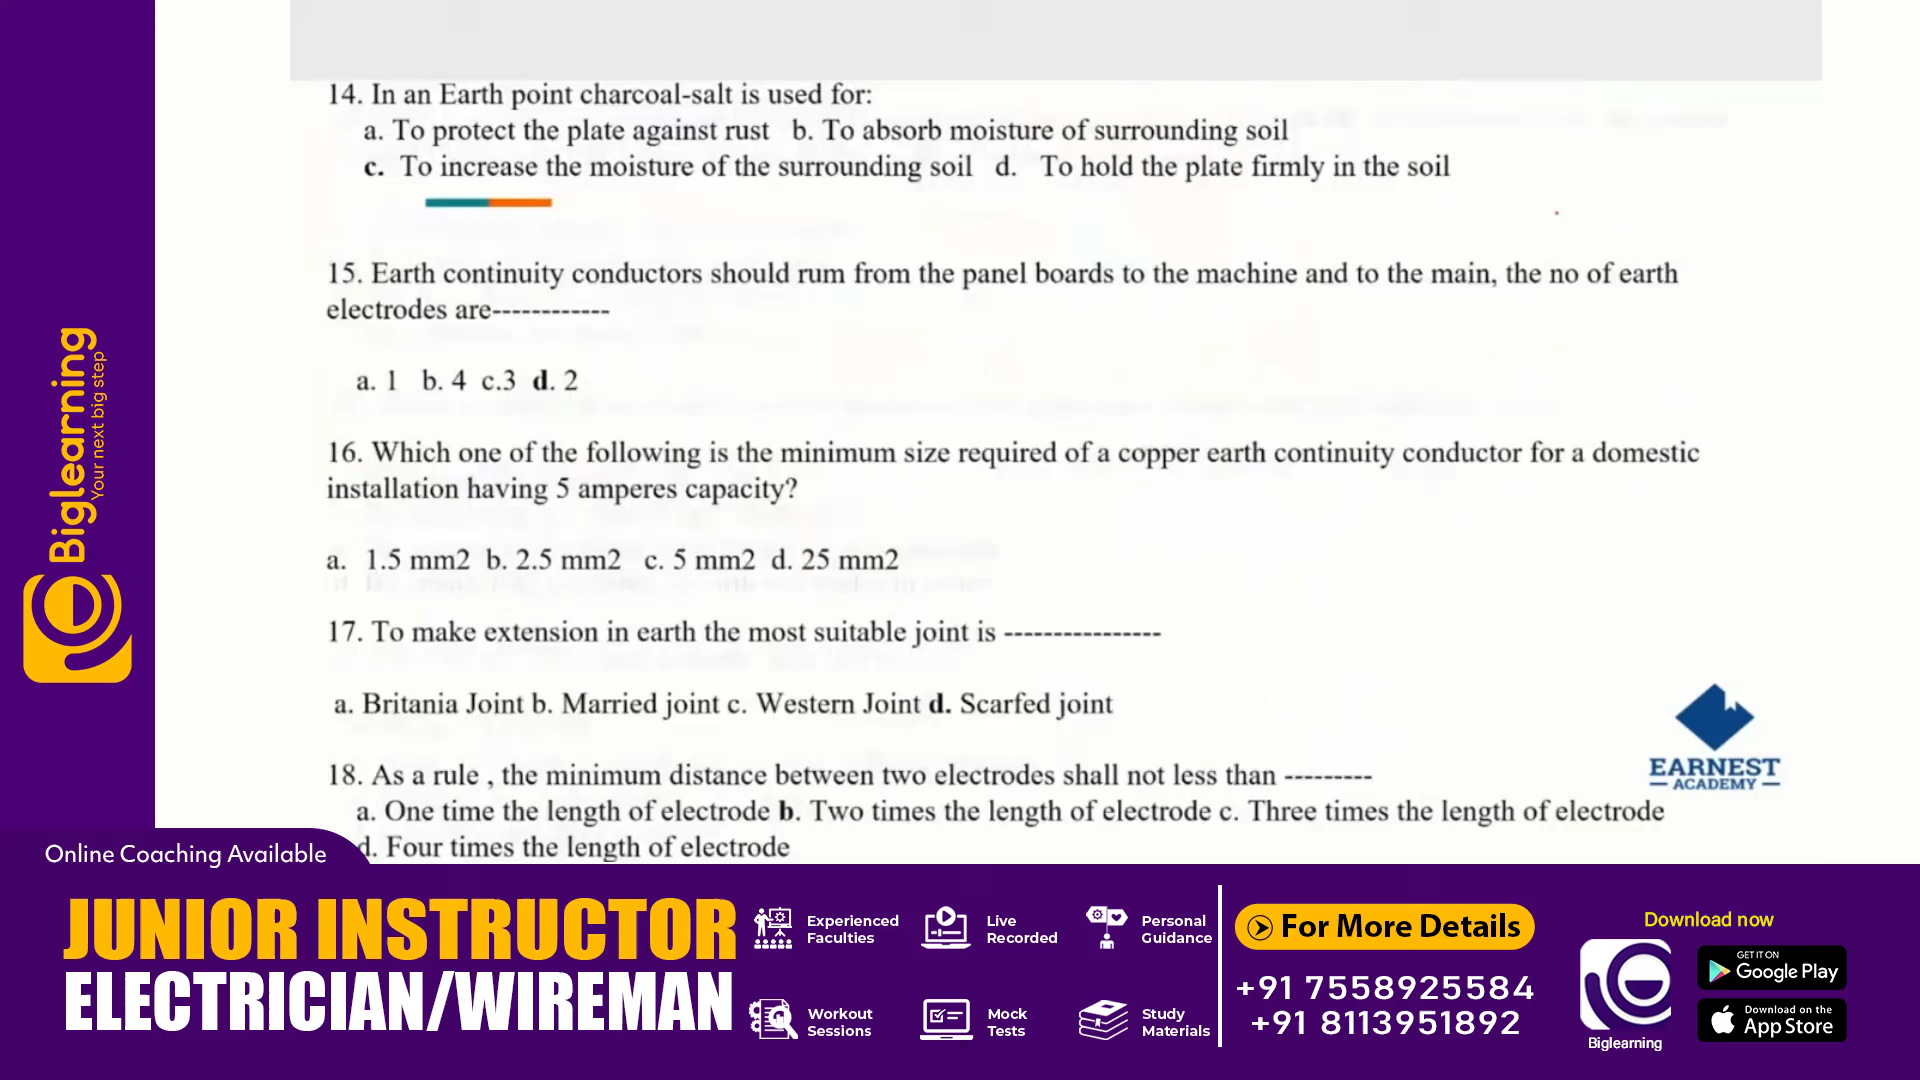 14. In an Earth point charcoal-salt is used for:
a. To protect the plate against rust b. To absorb moisture of surrounding soil
c. To increase the moisture of the surrounding soil d. To hold the plate firmly in the soil
15. Earth continuity conductors should rum from the panel boards to the machine and to the main, the no of earth
electrodes are------------
a. 1 b. 4 c.3 d. 2
16. Which one of the following is the minimum size required of a copper earth continuity conductor for a domestic
installation having 5 amperes capacity?
a. 1.5 mm2 b. 2.5 mm2 c. 5 mm2 d. 25 mm2
17. To make extension in earth the most suitable joint is ----------------
a. Britania Joint b. Married joint c. Western Joint d. Scarfed joint
18. As a rule , the minimum distance between two electrodes shall not less than ---------
a. One time the length of electrode b. Two times the length of electrode c. Three times the length of electrode
d. Four times the length of electrode
EARNEST
ACADEMY
Biglearning
Your next big step
Online Coaching Available
JUNIOR INSTRUCTOR
ELECTRICIAN/WIREMAN
Experienced
Faculties
Live
Recorded
Personal
Guidance
Workout
Sessions
Mock
Tests
Study
Materials
For More Details
+91 7558925584
+91 8113951892
Download now
Biglearning
GET IT ON
Google Play
Download on the
App Store